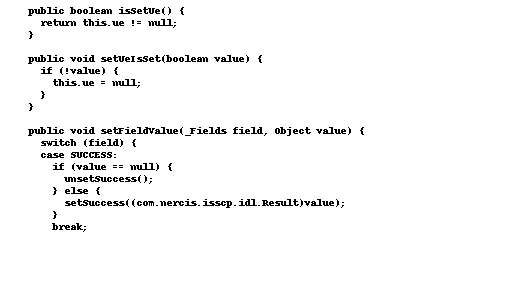 public boolean isSetUe() {
return this.ue != null;
}
public void setUeIsSet(boolean value) {
if (!value) {
this.ue = null;
}
}
public void setFieldValue(_Fields field, Object value) {
switch (field) {
case SUCCESS:
if (value == null) {
unsetSuccess();
} else {
setSuccess((com.nercis.isscp.idl.Result)value);
}
break;